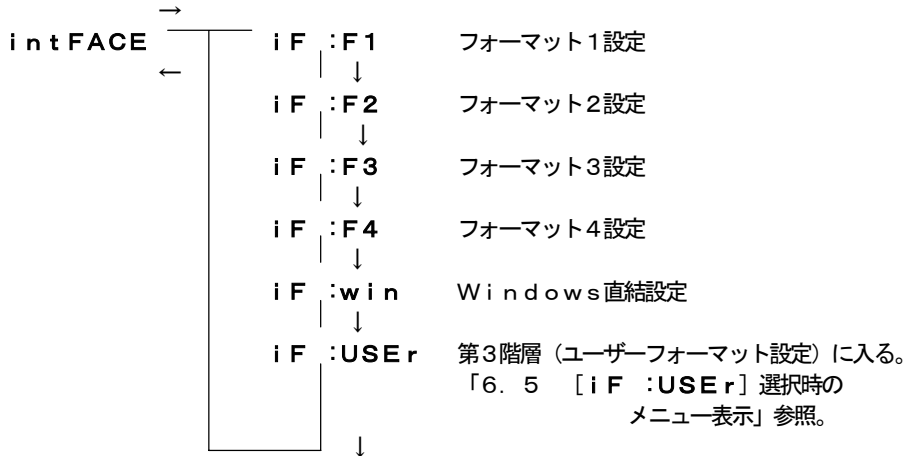 →
intFACE  iF :F1  フォーマット1設定
←  ↓
iF :F2  フォーマット2設定
↓
iF :F3  フォーマット3設定
↓
iF :F4  フォーマット4設定
↓
iF :win  Windows直結設定
↓
iF :USEr  第3階層（ユーザーフォーマット設定）に入る。
「6.5 [iF :USEr] 選択時の
メニュー表示」参照。
↓